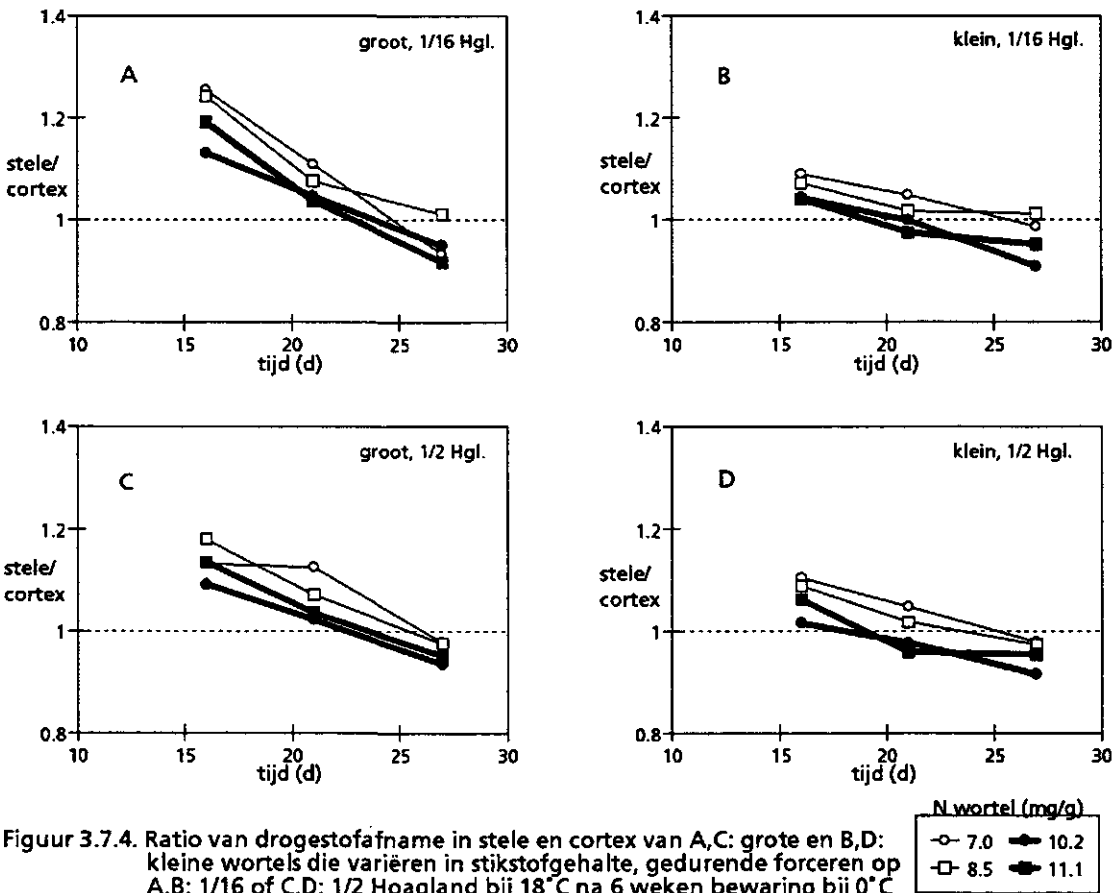 1.4
groot, 1/16 Hgl.
A
1.2
stele/
cortex
1
0.8
10
15
20
25
30
tijd (d)
1.4
klein, 1/16 Hgl.
B
1.2
stele/
cortex
1
0.8
10
15
20
25
30
tijd (d)
1.4
groot, 1/2 Hgl.
C
1.2
stele/
cortex
1
0.8
10
15
20
25
30
tijd (d)
1.4
klein, 1/2 Hgl.
D
1.2
stele/
cortex
1
0.8
10
15
20
25
30
tijd (d)
N wortel (mg/g)
7.0 10.2
8.5 11.1
Figuur 3.7.4. Ratio van drogestofafname in stele en cortex van A,C: grote en B,D:
kleine wortels die variëren in stikstofgehalte, gedurende forceren op
A,B: 1/16 of C,D: 1/2 Hoagland bij 18°C na 6 weken bewaring bij 0°C